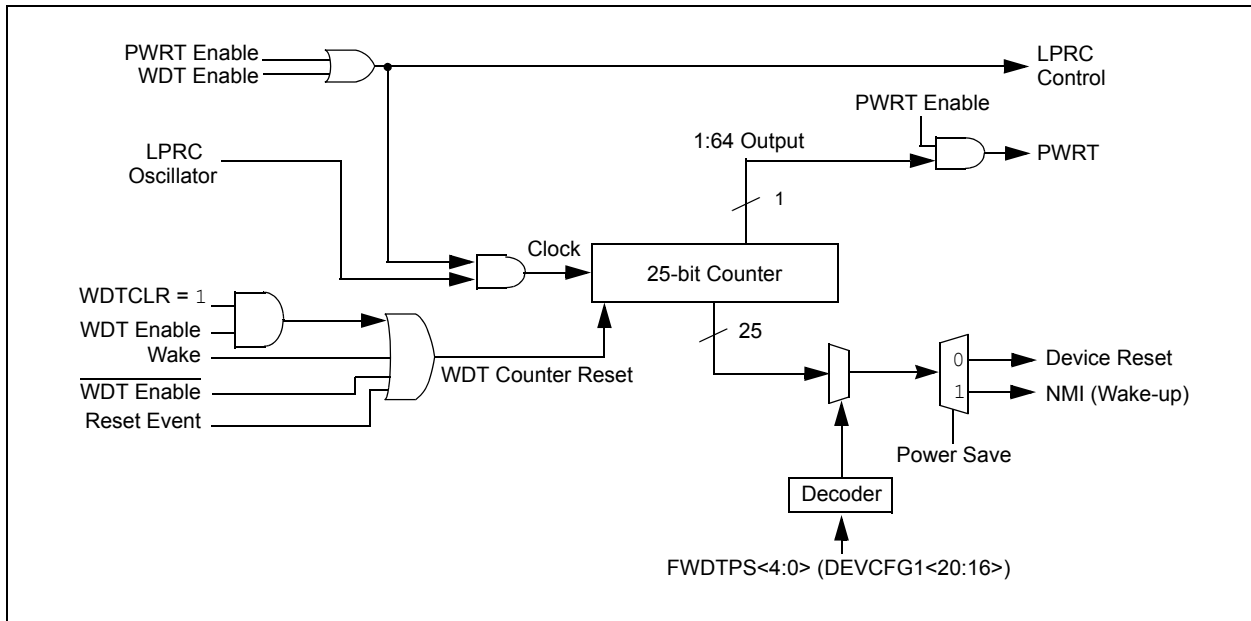 PWRT Enable
WDT Enable
LPRC
Control
PWRT Enable
LPRC
Oscillator
1:64 Output
PWRT
1
Clock
25-bit Counter
WDTCLR = 1
WDT Enable
Wake
WDT Enable
Reset Event
WDT Counter Reset
25
0
Device Reset
1
NMI (Wake-up)
Power Save
Decoder
FWDTPS<4:0> (DEVCFG1<20:16>)